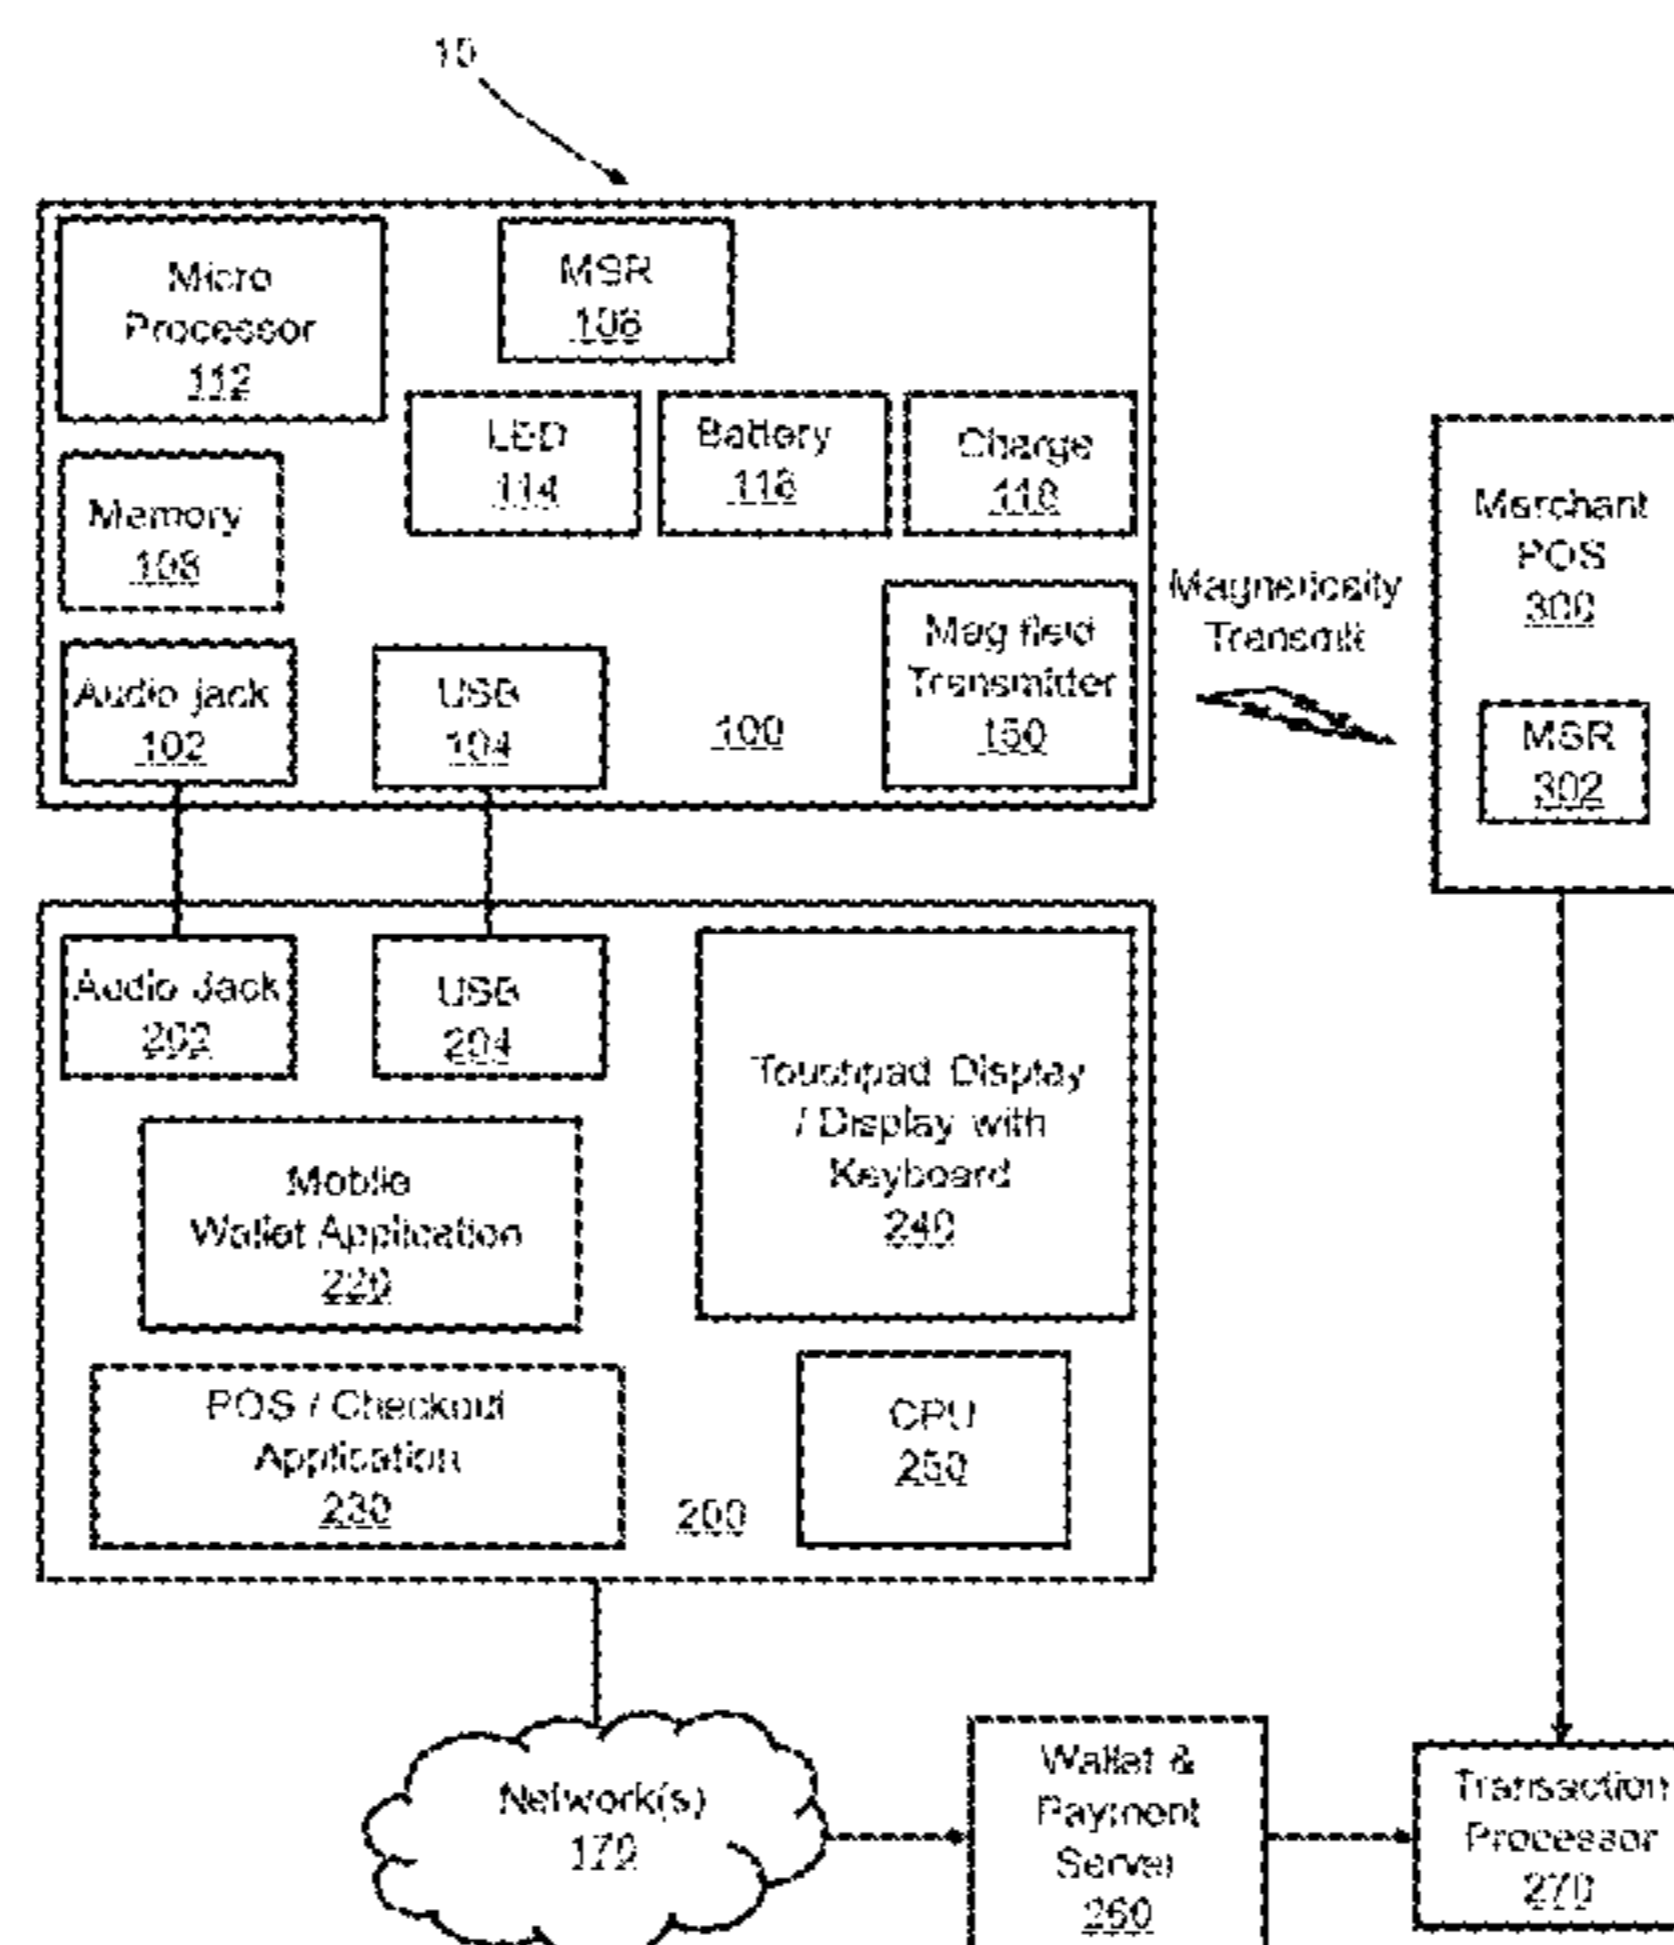 10
Micro
Processor
112
MSR
106
LED
114
Battery
116
Charge
118
Memory
108
Audio jack
102
USB
104
100
Mag field
Transmitter
150
Magnetically
Transmit
Merchant
POS
300
MSR
302
Audio Jack
202
USB
204
Touchpad Display
/ Display with
Keyboard
240
Mobile
Wallet Application
220
POS / Checkout
Application
230
200
CPU
250
Network(s)
170
Wallet &
Payment
Server
260
Transaction
Processor
270